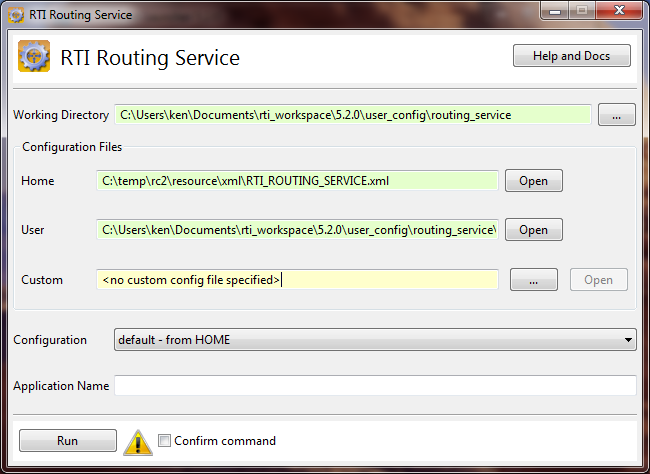 RTI Routing Service
RTI Routing Service
Help and Docs
Working Directory C:\Users\ken\Documents\rti_workspace\5.2.0\user_config\routing_service ...
Configuration Files
Home C:\temp\rc2\resource\xml\RTI_ROUTING_SERVICE.xml Open
User C:\Users\ken\Documents\rti_workspace\5.2.0\user_config\routing_service\ Open
Custom <no custom config file specified> ... Open
Configuration default - from HOME
Application Name
Run Confirm command